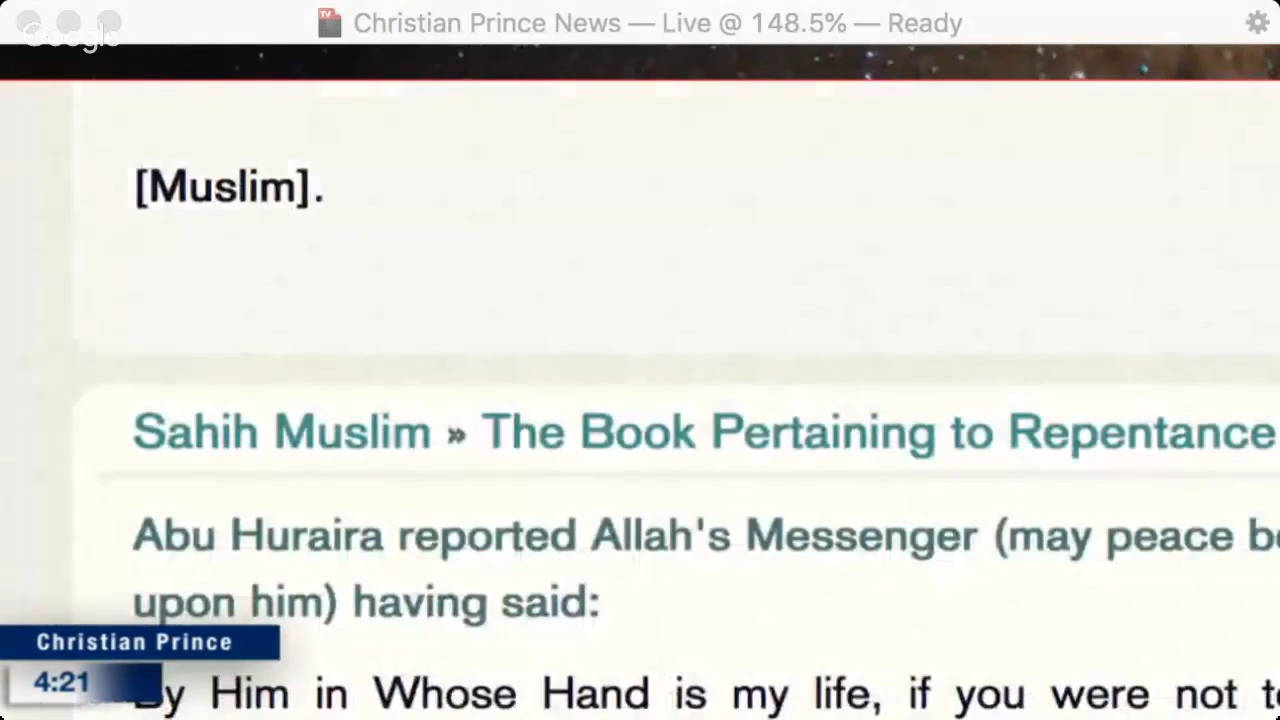 Christian Prince News — Live @ 148.5% — Ready
Google
[Muslim].
Sahih Muslim » The Book Pertaining to Repentance
Abu Huraira reported Allah's Messenger (may peace be
upon him) having said:
Christian Prince
4:21
By Him in Whose Hand is my life, if you were not